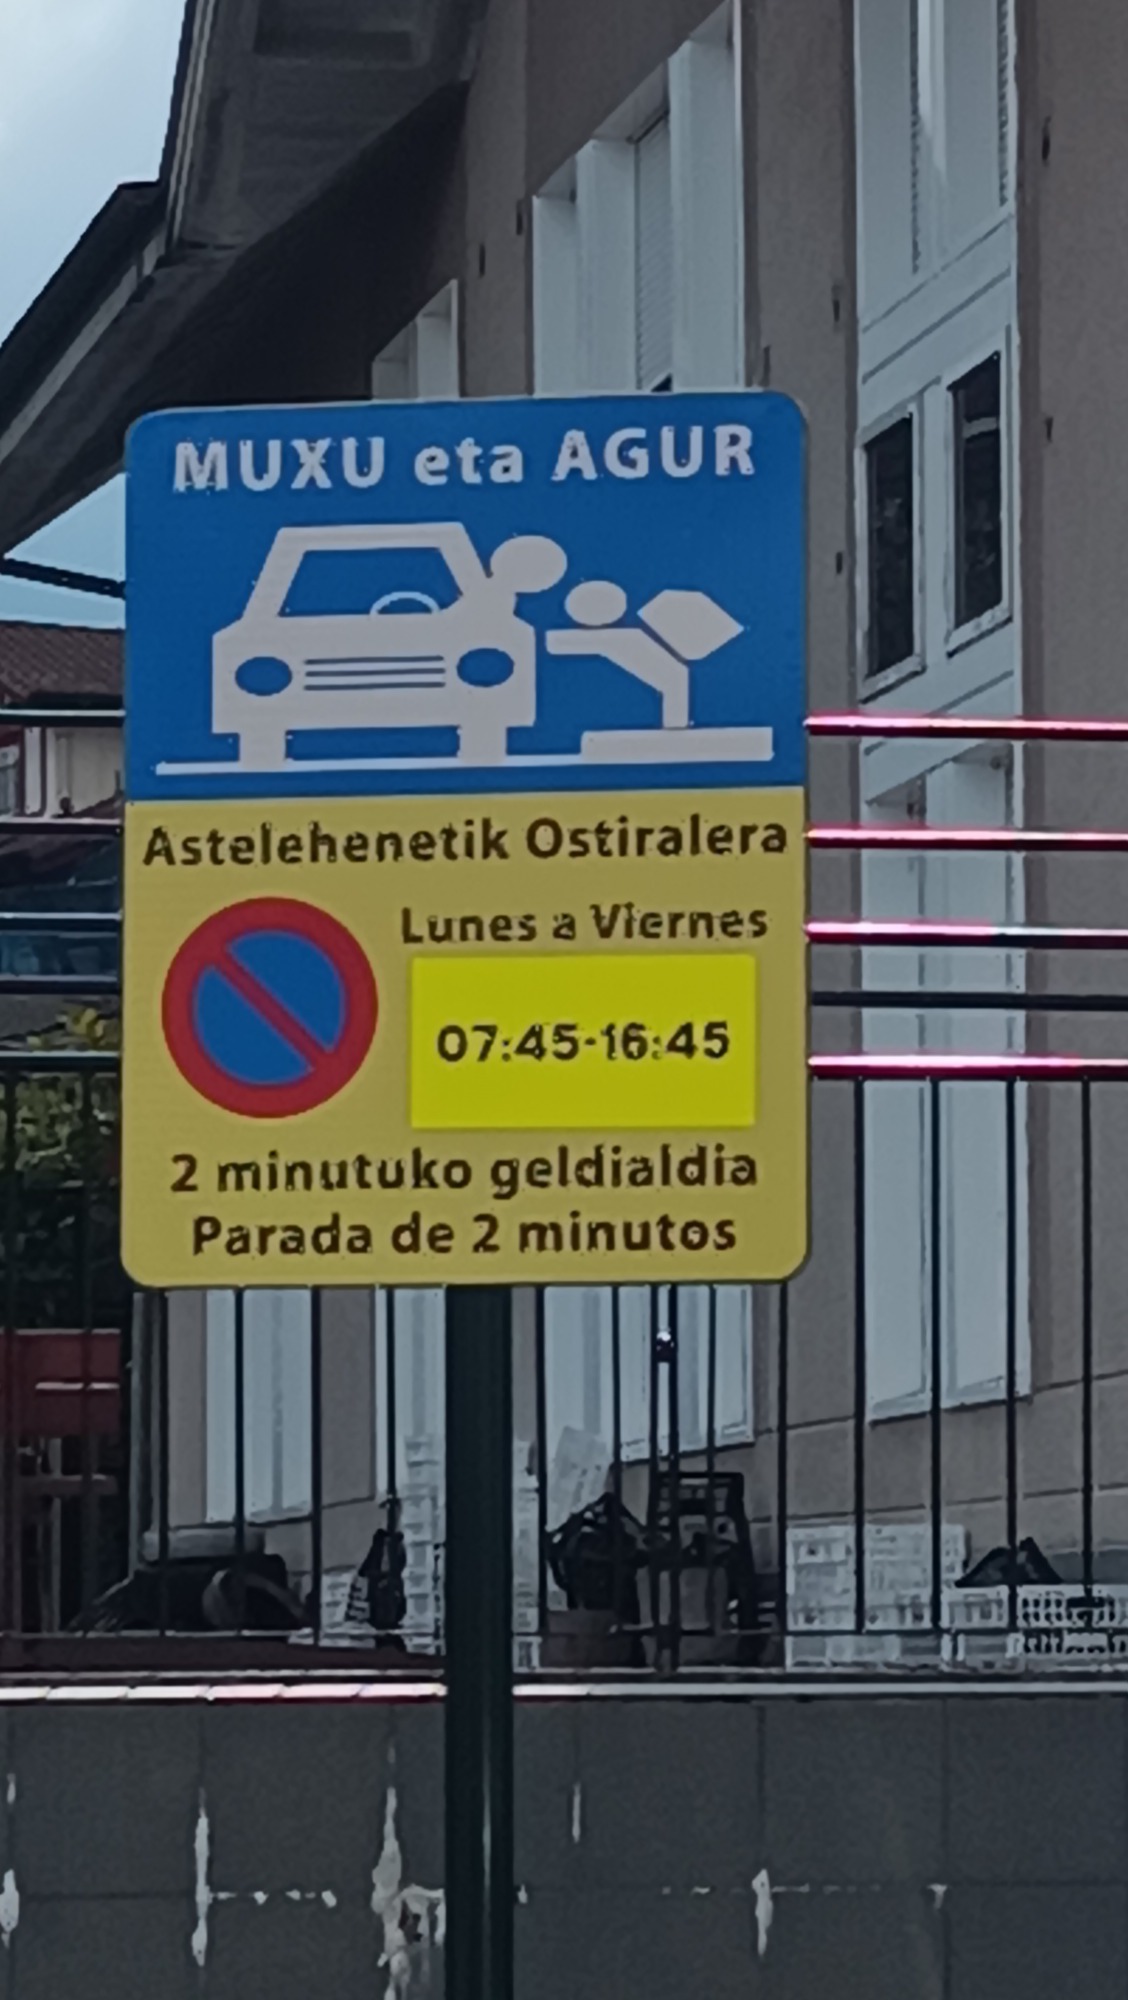 MUXU eta AGUR
Astelehenetik Ostiralera
Lunes a Viernes
07:45-16:45
2 minutuko geldialdia
Parada de 2 minutos